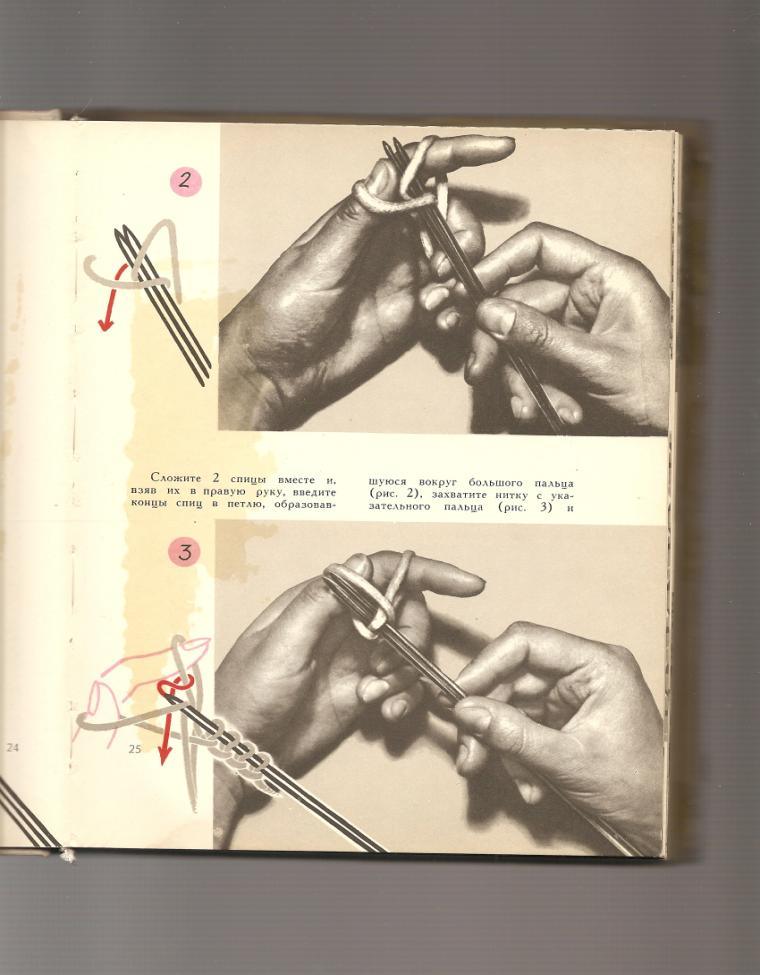 2
Сложите 2 спицы вместе и,
взяв их в правую руку, введите
концы спиц в петлю, образовав-
шуюся вокруг большого пальца
(рис. 2), захватите нитку с ука-
зательного пальца (рис. 3) и
3
24
25